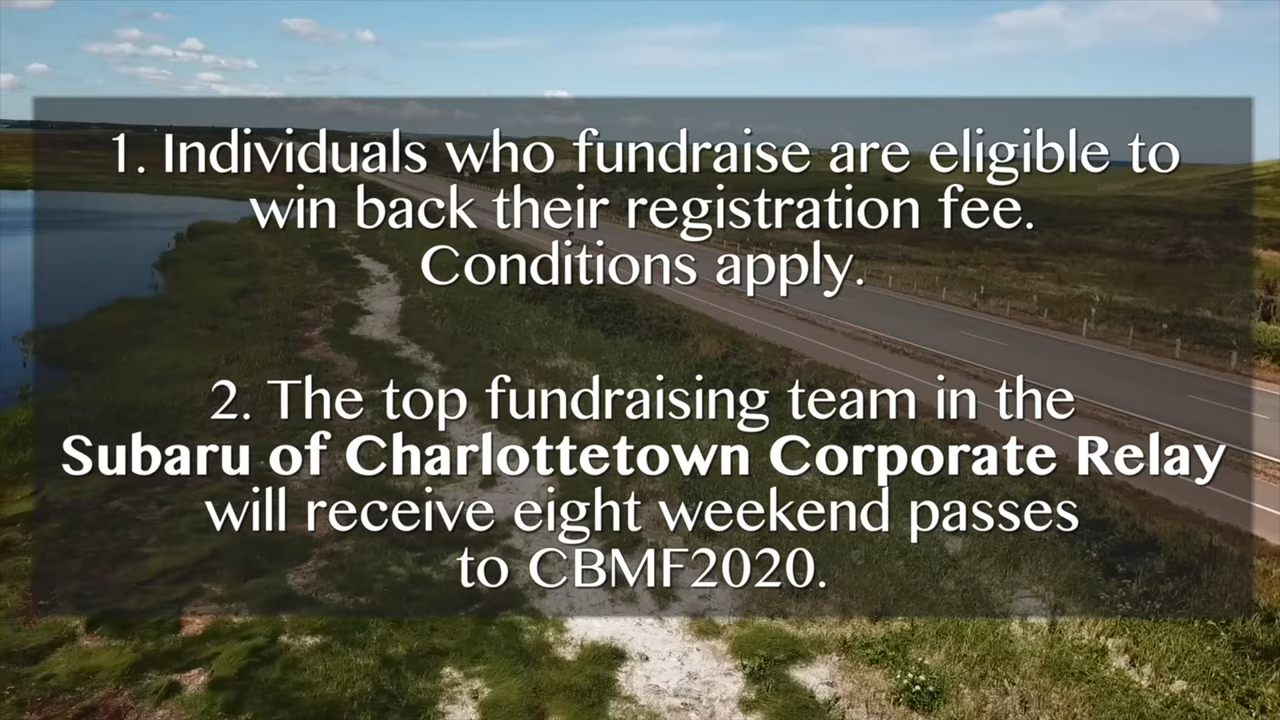 1. Individuals who fundraise are eligible to
win back their registration fee.
Conditions apply.
2. The top fundraising team in the
Subaru of Charlottetown Corporate Relay
will receive eight weekend passes
to CBMF2020.